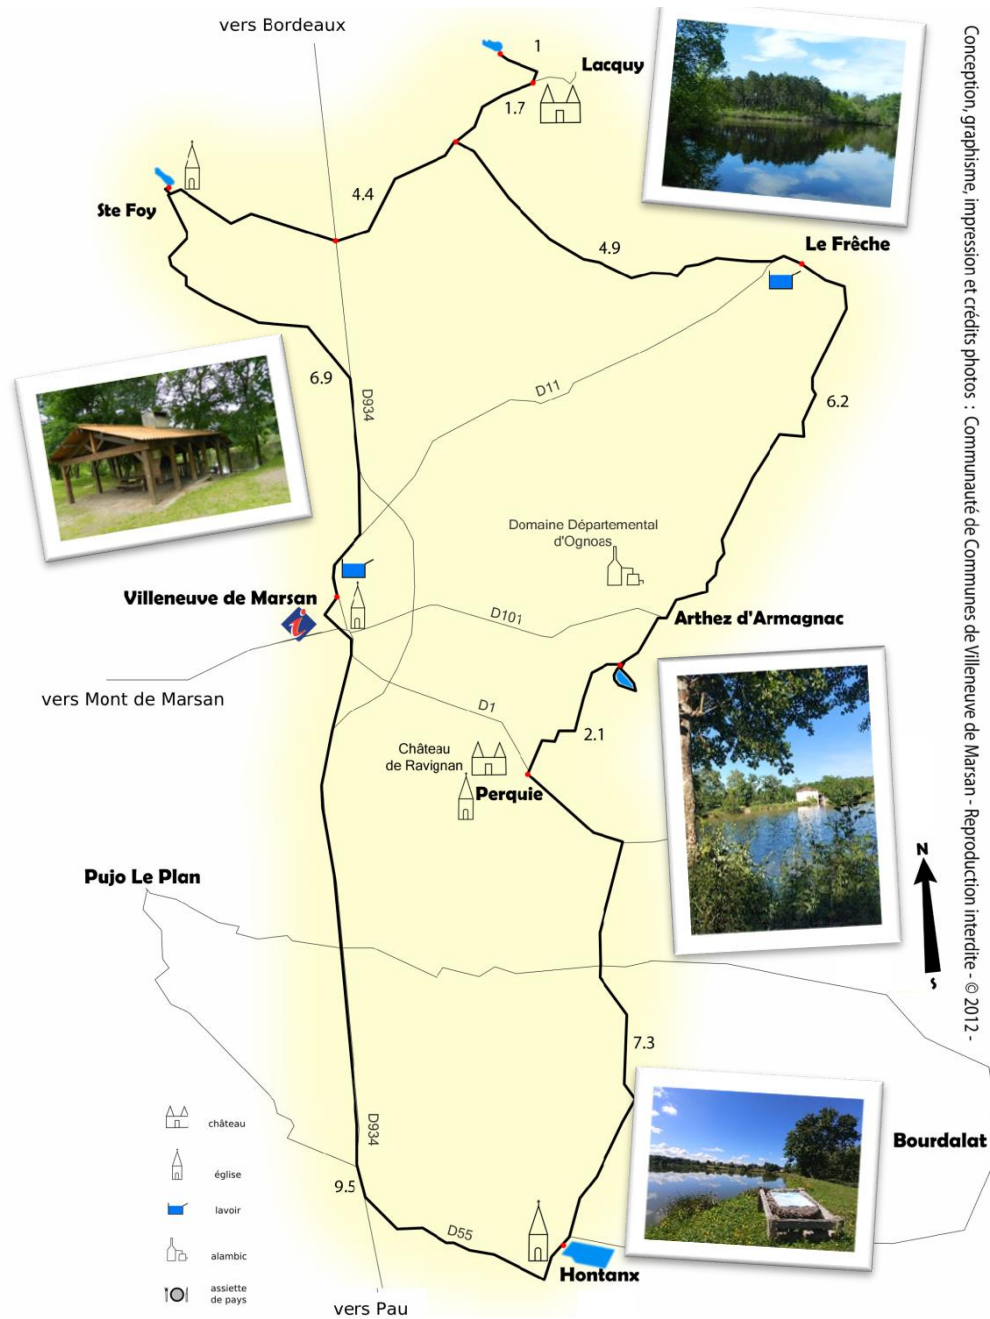 vers Bordeaux
1
Lacquy
1.7
4.4
Ste Foy
4.9
Le Frêche
6.9
D934
D11
6.2
Domaine Départemental
d'Ognoas
Villeneuve de Marsan
i
D101
Arthez d'Armagnac
vers Mont de Marsan
D1
2.1
Château
de Ravignan
Perquie
Pujo Le Plan
N
S
7.3
Bourdalat
château
église
lavoir
alambic
assiette
de pays
D934
9.5
D55
Hontanx
vers Pau
Conception, graphisme, impression et crédits photos : Communauté de Communes de Villeneuve de Marsan - Reproduction interdite - © 2012 -